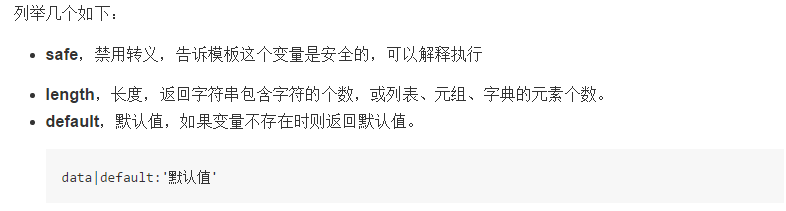 列举几个如下：
safe，禁用转义，告诉模板这个变量是安全的，可以解释执行
length，长度，返回字符串包含字符的个数，或列表、元组、字典的元素个数。
default，默认值，如果变量不存在时则返回默认值。
data|default:'默认值'